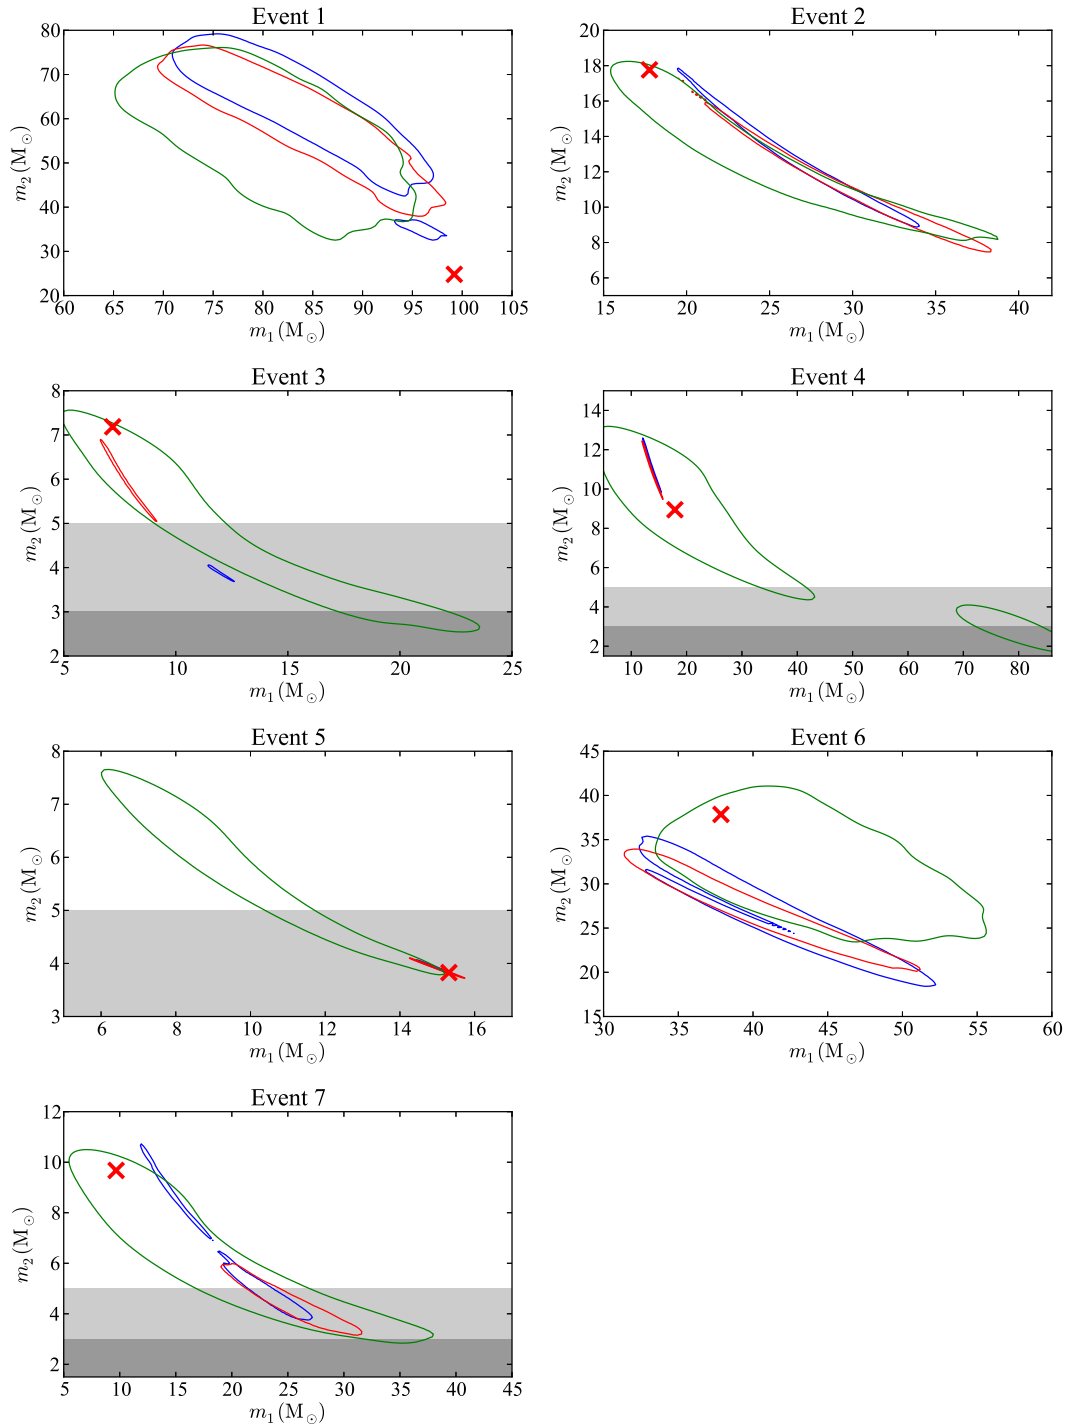 Event 1
80
70
60
50
40
30
20
m₂ (M⊙)
60 65 70 75 80 85 90 95 100 105
m₁ (M⊙)
Event 2
20
18
16
14
12
10
8
6
m₂ (M⊙)
15 20 25 30 35 40
m₁ (M⊙)
Event 3
8
7
6
5
4
3
2
m₂ (M⊙)
5 10 15 20 25
m₁ (M⊙)
Event 4
14
12
10
8
6
4
2
m₂ (M⊙)
10 20 30 40 50 60 70 80
m₁ (M⊙)
Event 5
8
7
6
5
4
3
m₂ (M⊙)
6 8 10 12 14 16
m₁ (M⊙)
Event 6
45
40
35
30
25
20
15
m₂ (M⊙)
30 35 40 45 50 55 60
m₁ (M⊙)
Event 7
12
10
8
6
4
2
m₂ (M⊙)
5 10 15 20 25 30 35 40 45
m₁ (M⊙)